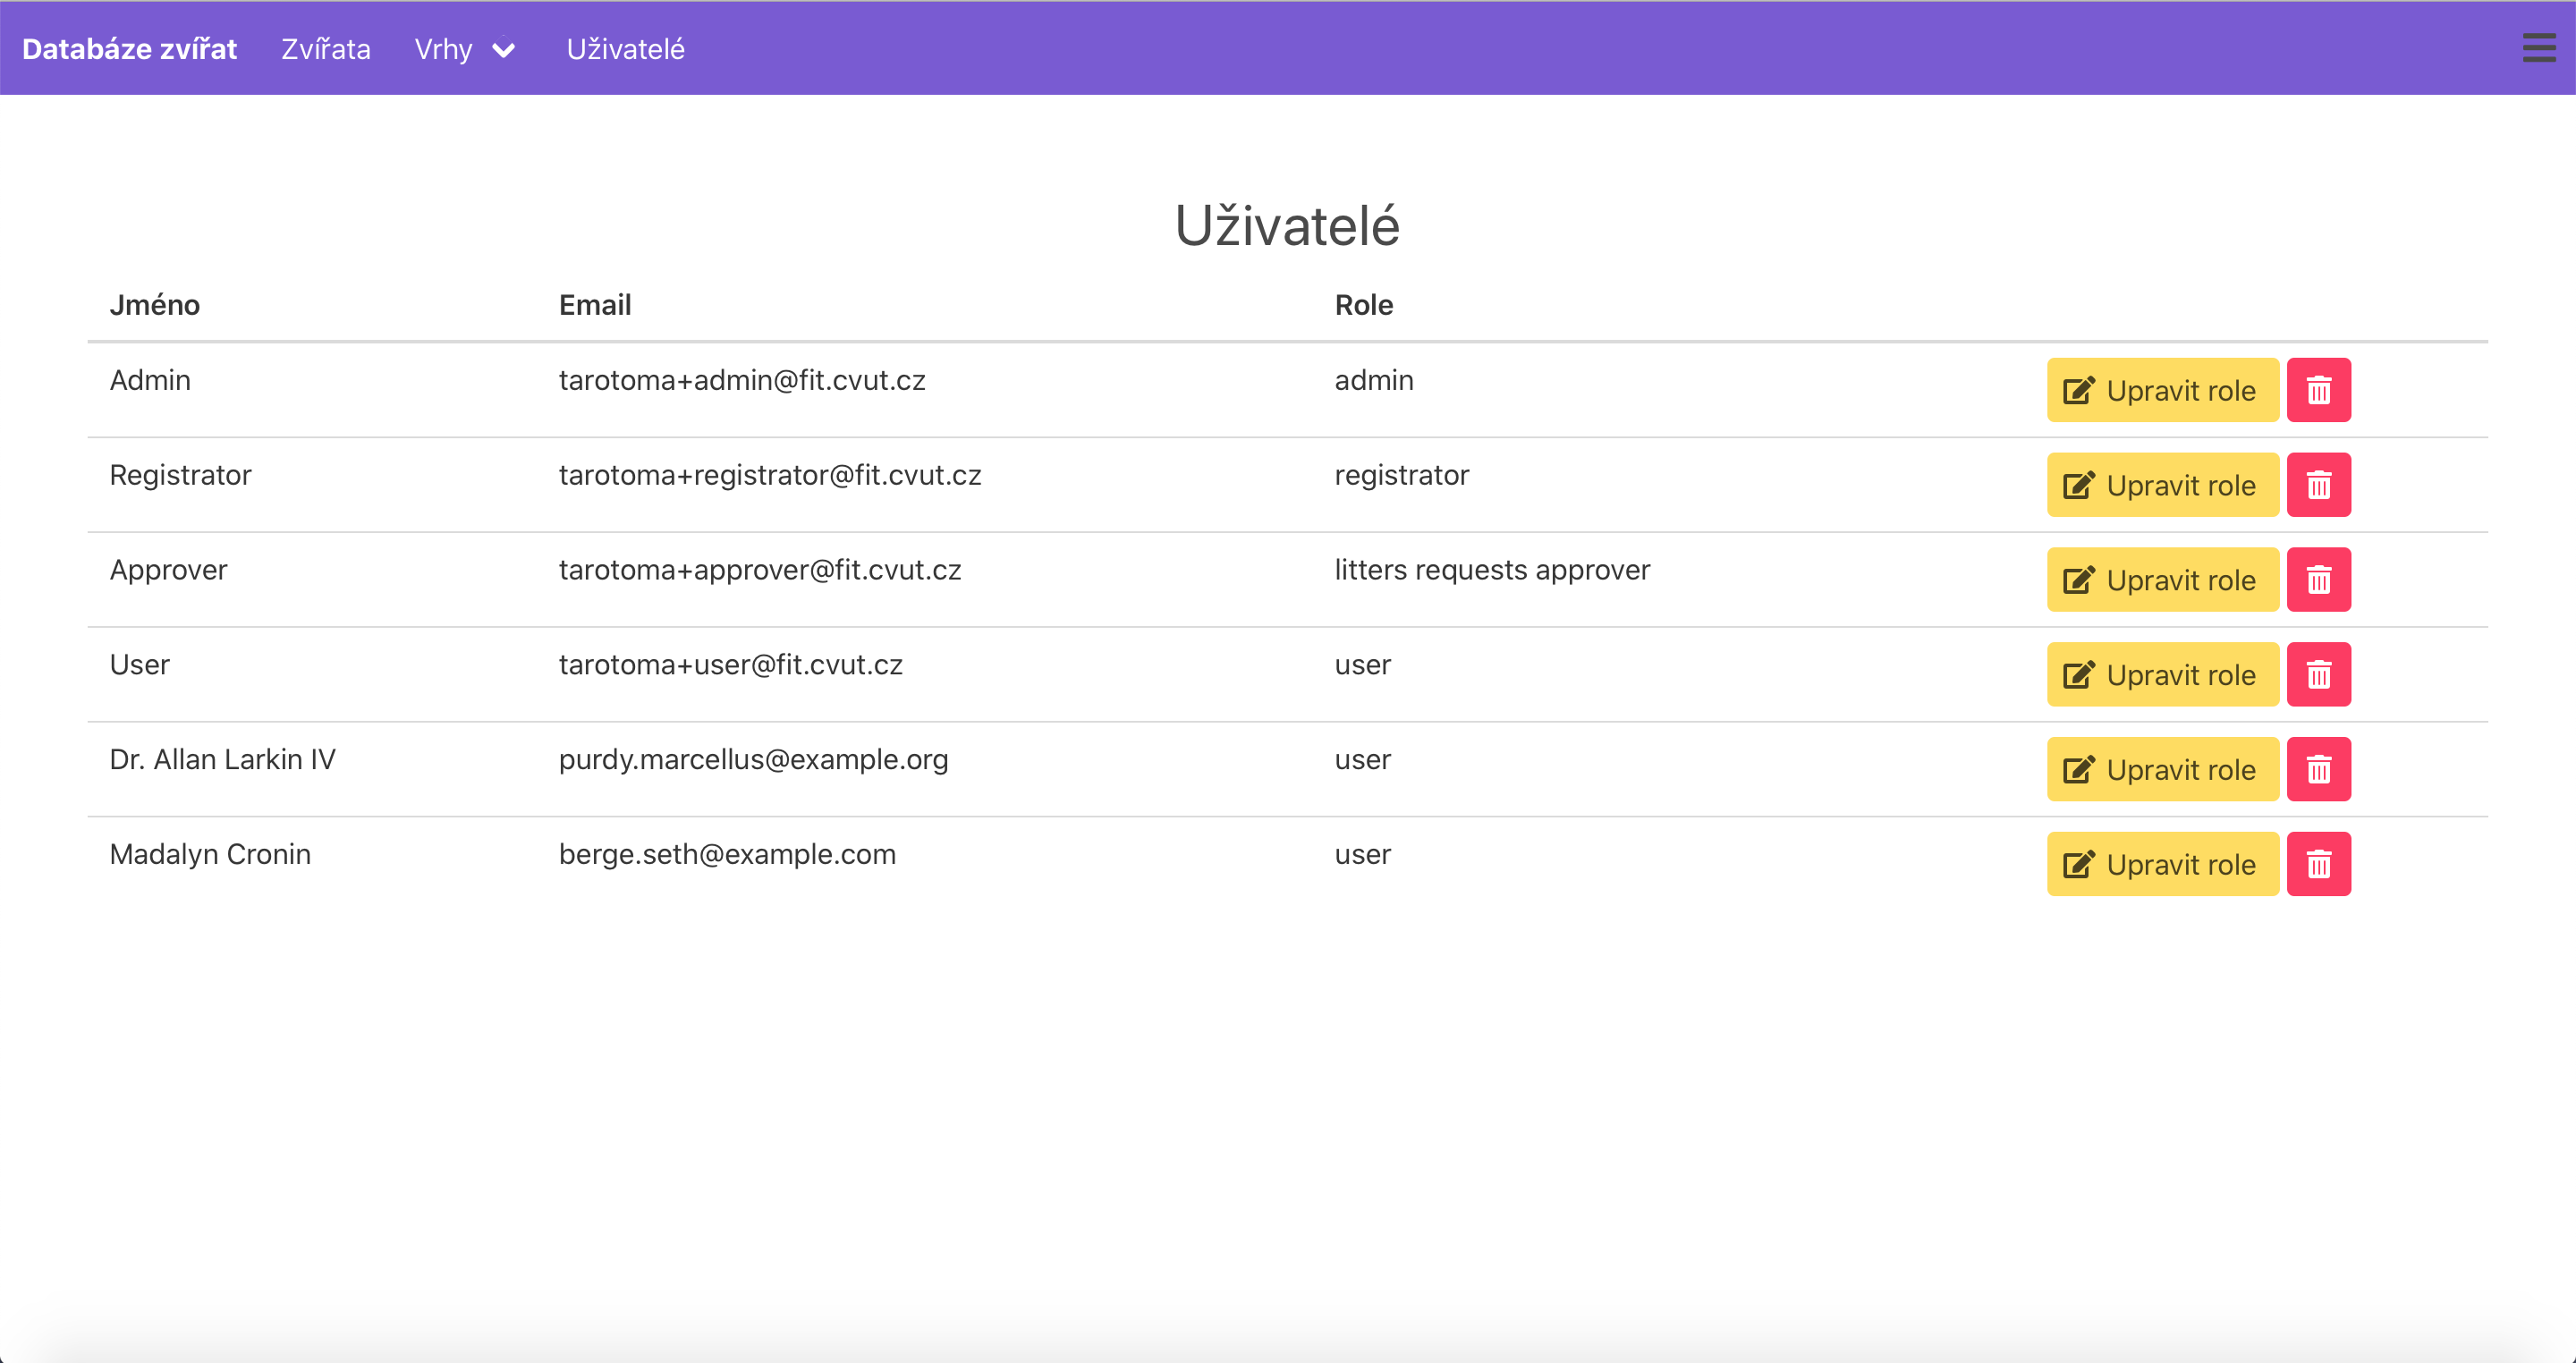 Databáze zvířat Zvířata Vrhy Uživatelé
Uživatelé
Jméno Email Role
Admin tarotoma+admin@fit.cvut.cz admin Upravit role
Registrator tarotoma+registrator@fit.cvut.cz registrator Upravit role
Approver tarotoma+approver@fit.cvut.cz litters requests approver Upravit role
User tarotoma+user@fit.cvut.cz user Upravit role
Dr. Allan Larkin IV purdy.marcellus@example.org user Upravit role
Madalyn Cronin berge.seth@example.com user Upravit role